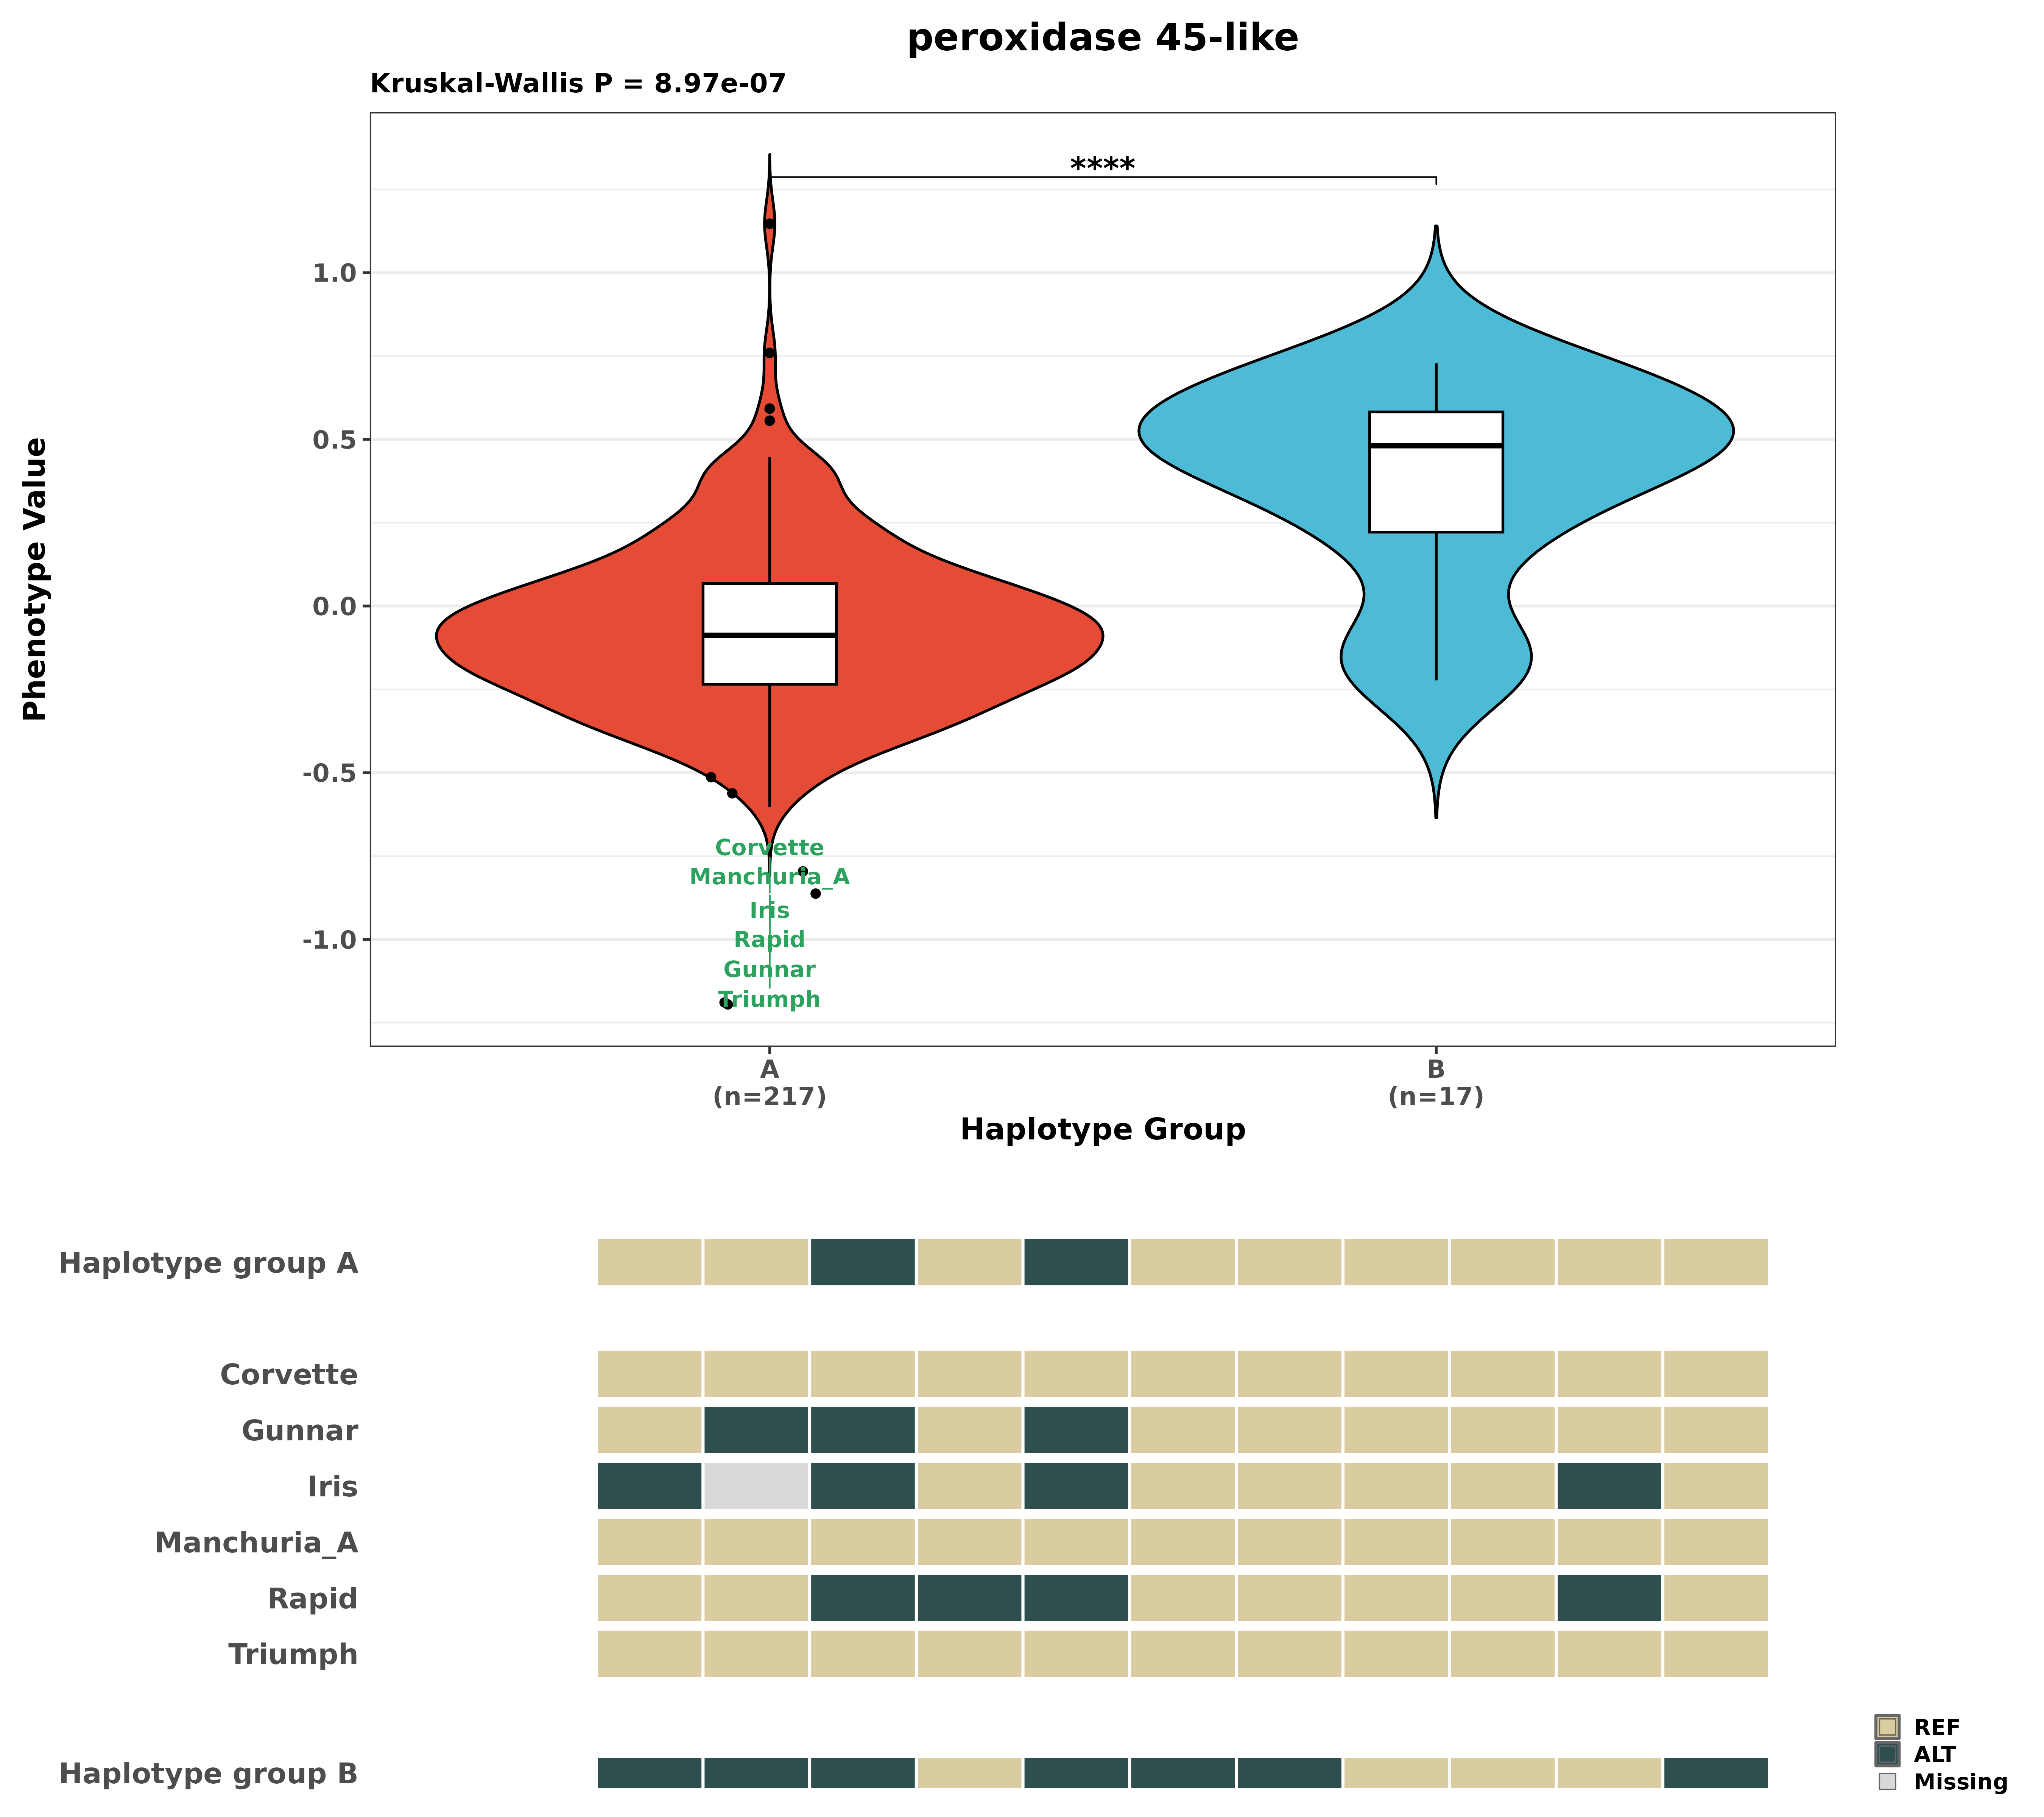 peroxidase 45-like
Kruskal-Wallis P = 8.97e-07
****
Phenotype Value
1.0
0.5
0.0
-0.5
-1.0
Corvette
Manchuria_A
Iris
Rapid
Gunnar
Triumph
A
(n=217)
B
(n=17)
Haplotype Group
Haplotype group A
Corvette
Gunnar
Iris
Manchuria_A
Rapid
Triumph
Haplotype group B
REF
ALT
Missing